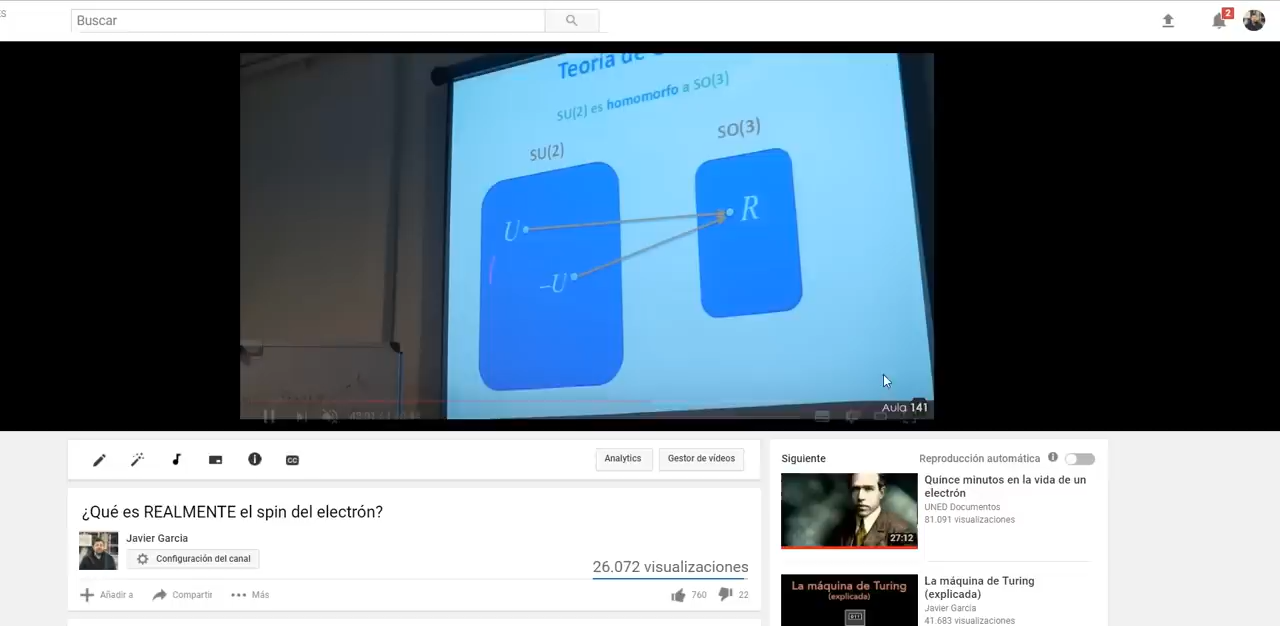 Buscar
2
Teoría de
SU(2) es homomorfo a SO(3)
SU(2)
SO(3)
U
R
–U
Aula 141
Analytics
Gestor de vídeos
Siguiente
Reproducción automática
¿Qué es REALMENTE el spin del electrón?
Javier García
Configuración del canal
26.072 visualizaciones
Añadir a
Compartir
Más
760
22
Quince minutos en la vida de un
electrón
UNED Documentos
81.091 visualizaciones
27:12
La máquina de Turing
(explicada)
La máquina de Turing
(explicada)
Javier García
41.683 visualizaciones